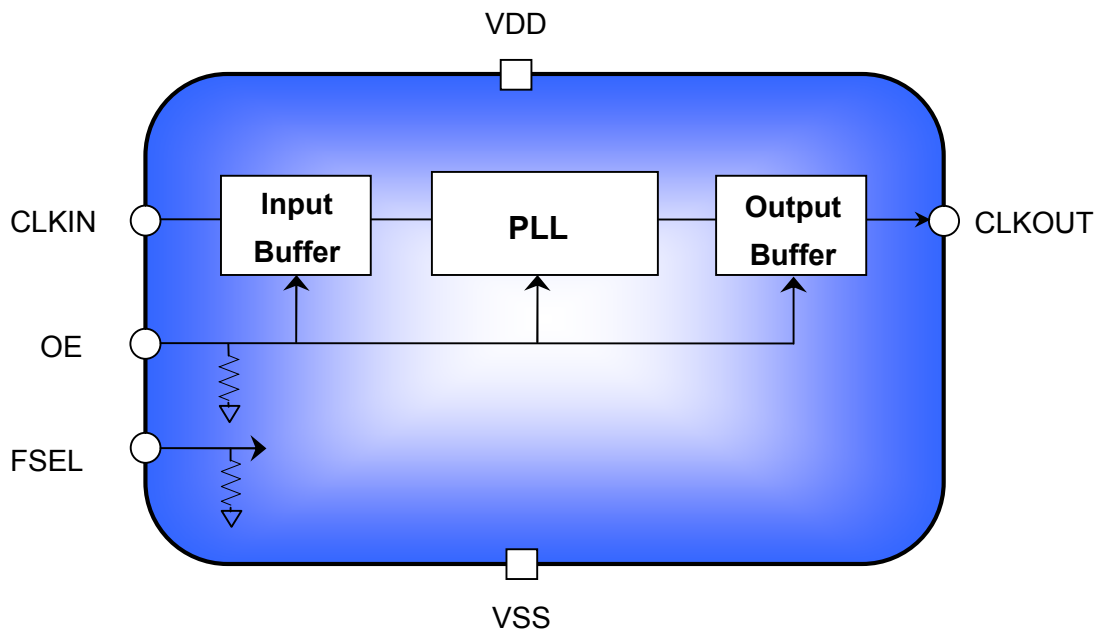 VDD
Input
Buffer
PLL
Output
Buffer
CLKIN
CLKOUT
OE
FSEL
VSS